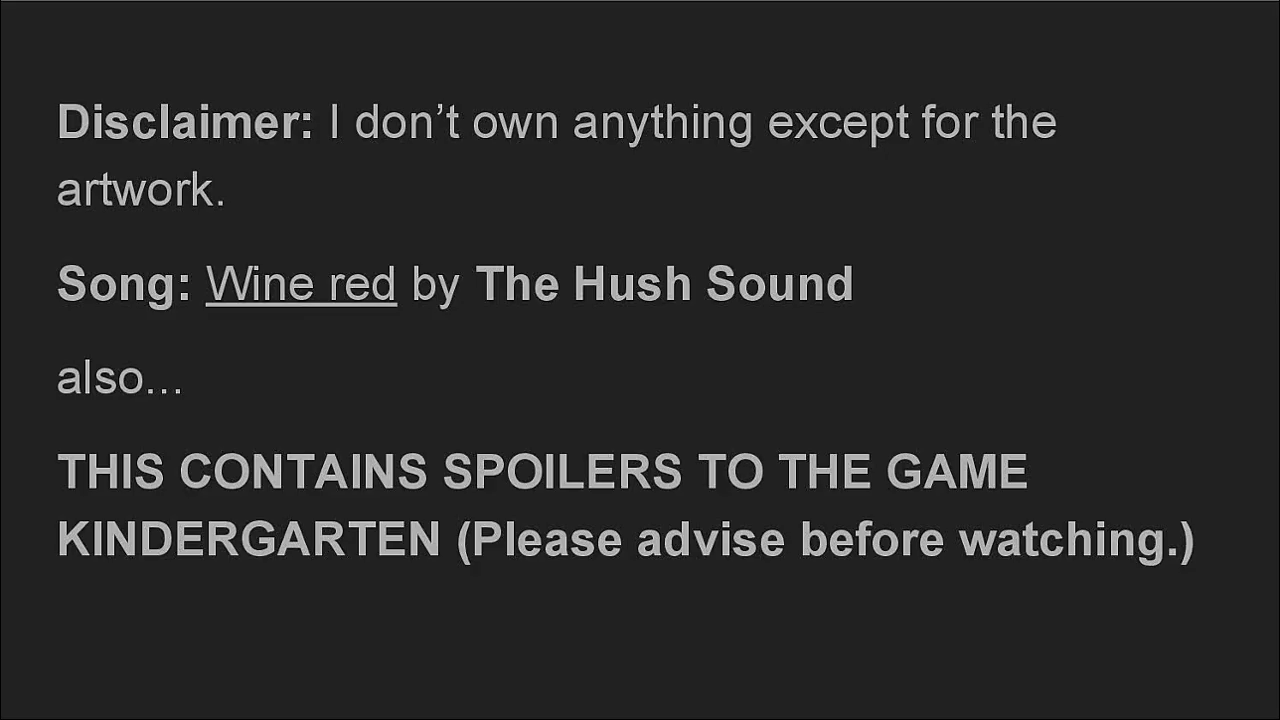 Disclaimer: I don’t own anything except for the
artwork.
Song: Wine red by The Hush Sound
also...
THIS CONTAINS SPOILERS TO THE GAME
KINDERGARTEN (Please advise before watching.)